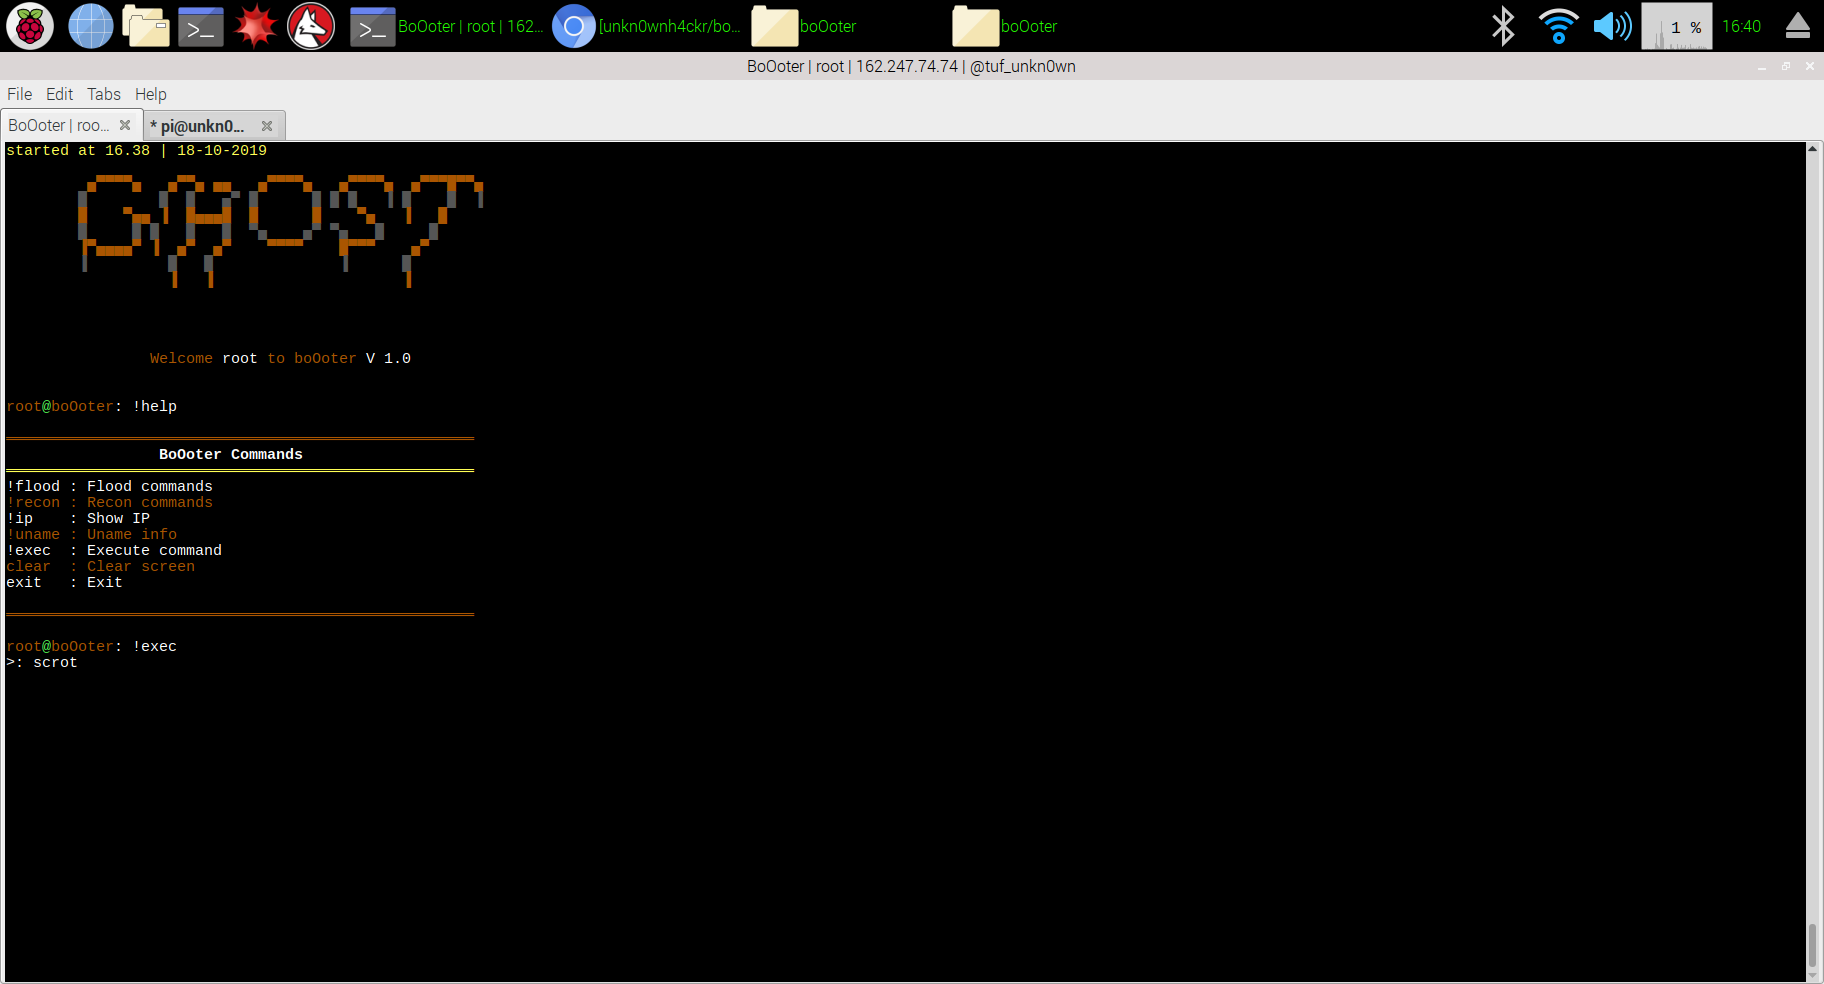 BoOoter | root | 162...
[unkn0wnh4ckr/bo...
boOoter
boOoter
1 %
16:40
BoOoter | root | 162.247.74.74 | @tuf_unkn0wn
File Edit Tabs Help
BoOoter | roo...
* pi@unkn0...
started at 16.38 | 18-10-2019
GHOST
Welcome root to boOoter V 1.0
root@boOoter: !help
BoOoter Commands
!flood : Flood commands
!recon : Recon commands
!ip : Show IP
!uname : Uname info
!exec : Execute command
clear : Clear screen
exit : Exit
root@boOoter: !exec
>: scrot